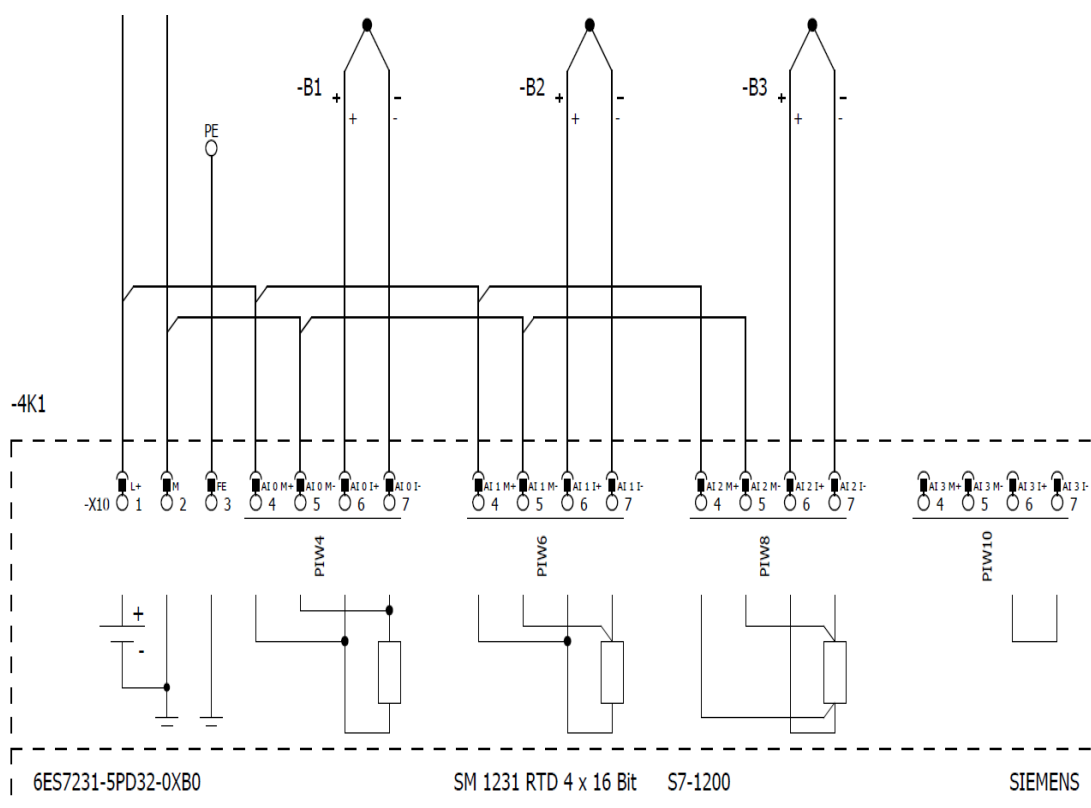 -B1 + - -B2 + - -B3 + -
+ - + - + -
PE
-4K1
L+ M FE AI 0 M+ AI 0 M- AI 0 I+ AI 0 I- AI 1 M+ AI 1 M- AI 1 I+ AI 1 I- AI 2 M+ AI 2 M- AI 2 I+ AI 2 I- AI 3 M+ AI 3 M- AI 3 I+ AI 3 I-
-X10 1 2 3 4 5 6 7 4 5 6 7 4 5 6 7 4 5 6 7
PIW4 PIW6 PIW8 PIW10
+
-
6ES7231-5PD32-0XB0 SM 1231 RTD 4 x 16 Bit S7-1200 SIEMENS